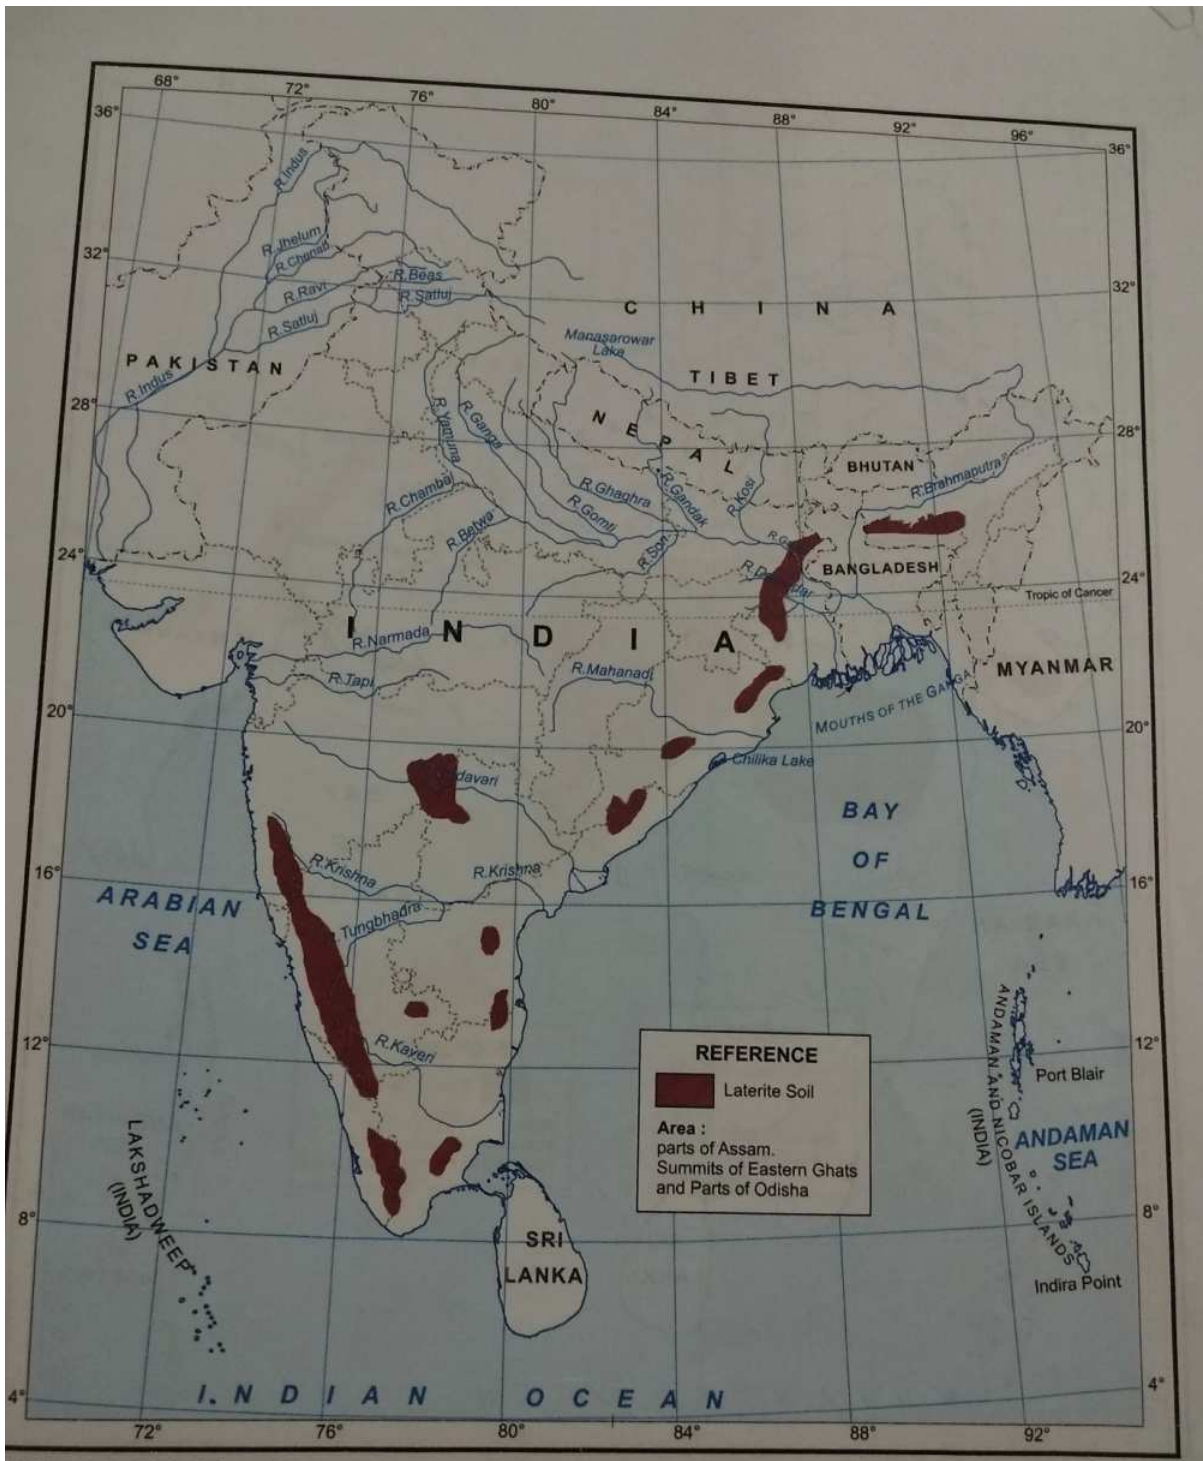 68°
72°
76°
80°
84°
88°
92°
96°
36°
36°
R.Indus
R.Jhelum
R.Chenab
32°
32°
R.Beas
R.Ravi
R.Satluj
R.Satluj
C H I N A
Manasarowar
Lake
PAKISTAN
TIBET
R.Indus
28°
28°
R.Yamuna
R.Ganga
NEPAL
BHUTAN
R.Brahmaputra
R.Chamba
R.Ghaghra
R.Gandak
R.Kosi
R.Gomti
R.Betwa
R.Son
24°
24°
BANGLADESH
Tropic of Cancer
I N D I A
R.Narmada
R.Mahanadi
R.Tapi
MYANMAR
MOUTHS OF THE GANGA
20°
20°
Chilika Lake
davari
BAY
OF
BENGAL
R.Krishna
R.Krishna
16°
16°
Tungbhadra
ARABIAN
SEA
R.Kaveri
12°
12°
REFERENCE
Laterite Soil
Area :
parts of Assam.
Summits of Eastern Ghats
and Parts of Odisha
Port Blair
ANDAMAN AND NICOBAR ISLANDS
(INDIA)
ANDAMAN
SEA
LAKSHADWEEP
(INDIA)
8°
8°
SRI
LANKA
Indira Point
INDIAN OCEAN
4°
4°
72°
76°
80°
84°
88°
92°